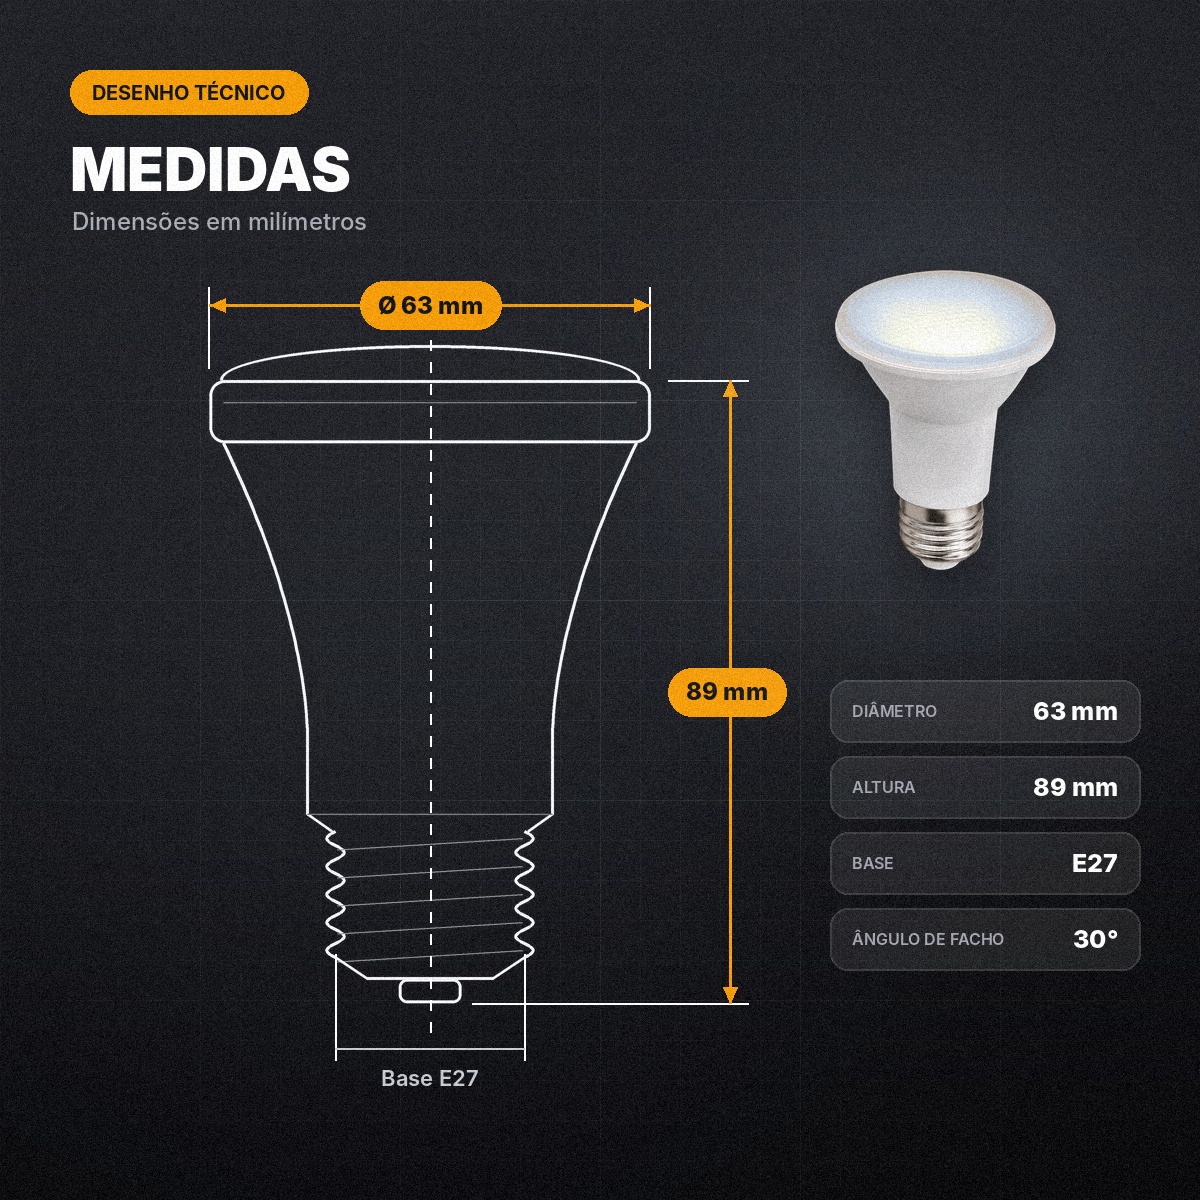 DESENHO TÉCNICO
MEDIDAS
Dimensões em milímetros
Ø 63 mm
89 mm
DIÂMETRO 63 mm
ALTURA 89 mm
BASE E27
ÂNGULO DE FACHO 30°
Base E27